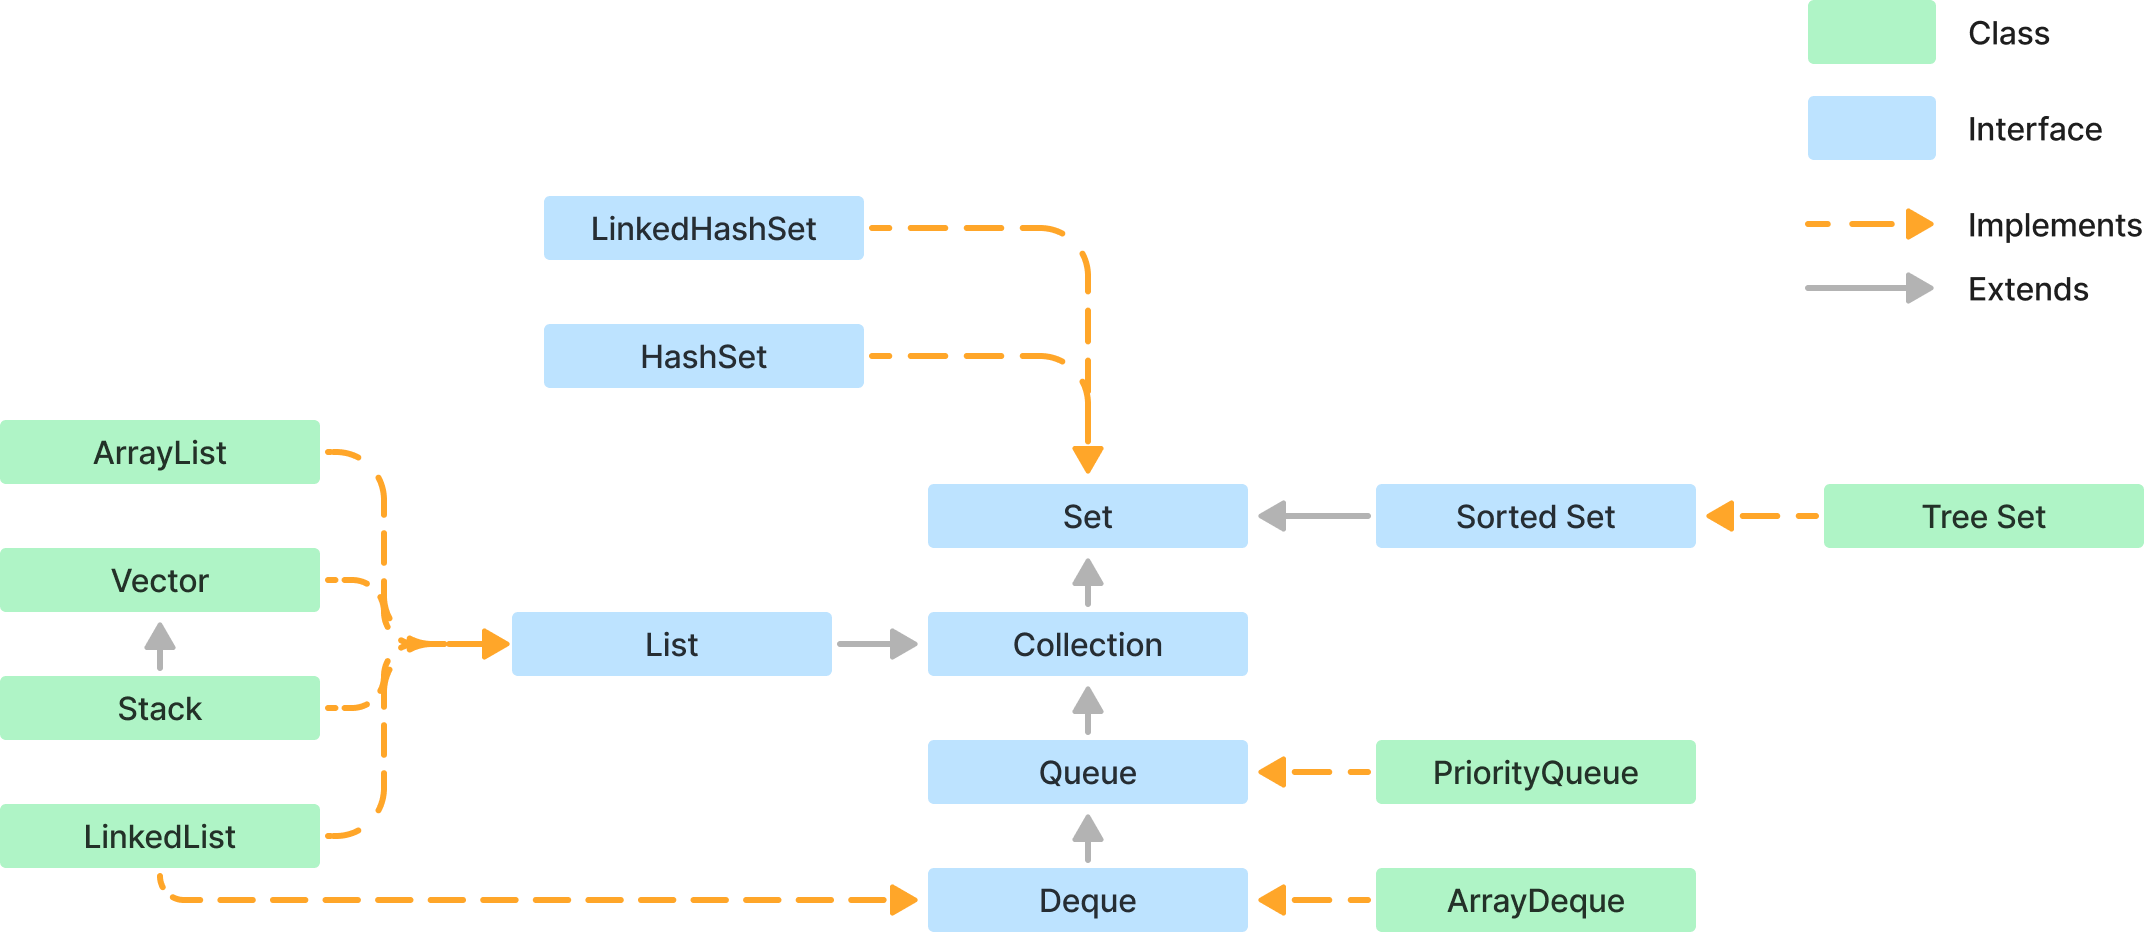 Class
Interface
Implements
Extends
LinkedHashSet
HashSet
ArrayList
Vector
Stack
LinkedList
List
Set
Collection
Queue
Deque
Sorted Set
Tree Set
PriorityQueue
ArrayDeque